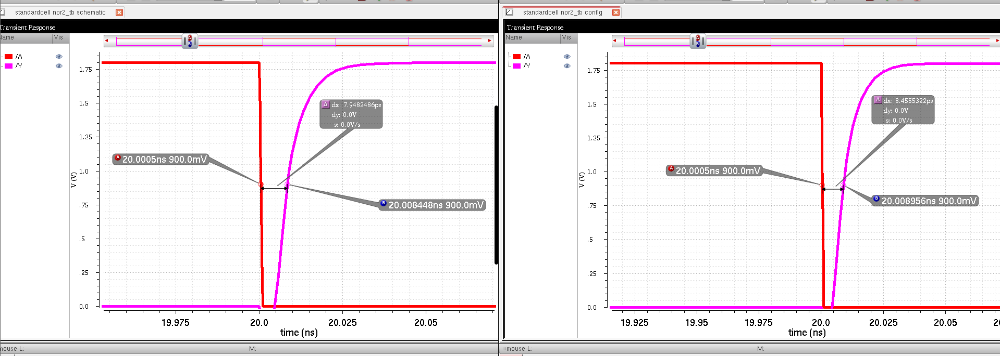 standardcell nor2_tb schematic
Transient Response
Name Vis
/A
/Y
1.75
1.5
1.25
1.0
.75
.5
.25
0.0
V (V)
dx: 7.9482486ps
dy: 0.0V
s: 0.0V/s
A 20.0005ns 900.0mV
B 20.008448ns 900.0mV
19.975 20.0 20.025 20.05
time (ns)
mouse L: M:
standardcell nor2_tb config
Transient Response
Name Vis
/A
/Y
1.75
1.5
1.25
1.0
.75
.5
.25
0.0
V (V)
dx: 8.4555322ps
dy: 0.0V
s: 0.0V/s
A 20.0005ns 900.0mV
B 20.008956ns 900.0mV
19.925 19.95 19.975 20.0 20.025 20.05
time (ns)
mouse L: M: